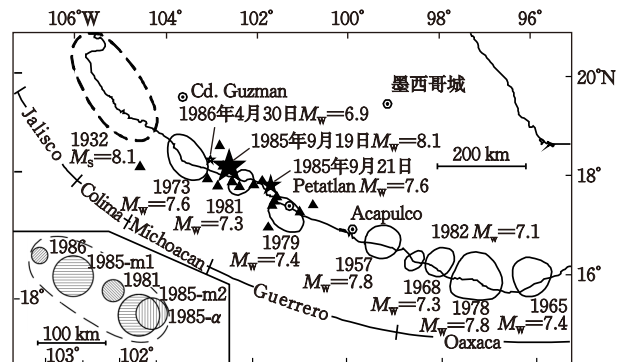 106°W 104° 102° 100° 98° 96°
20°N
18°
16°
Cd. Guzman
墨西哥城
1986年4月30日Mw=6.9
1985年9月19日Mw=8.1
1985年9月21日
Petatlan Mw=7.6
200 km
1932
Ms=8.1
Jalisco
Colima
Michoacan
Guerrero
Oaxaca
1973
Mw=7.6
1981
Mw=7.3
1979
Mw=7.4
Acapulco
1957
Mw=7.8
1982 Mw=7.1
1968
Mw=7.3
1978
Mw=7.8
1965
Mw=7.4
1986
1985-m1
1981
1985-m2
1985-α
-18°
100 km
103° 102°